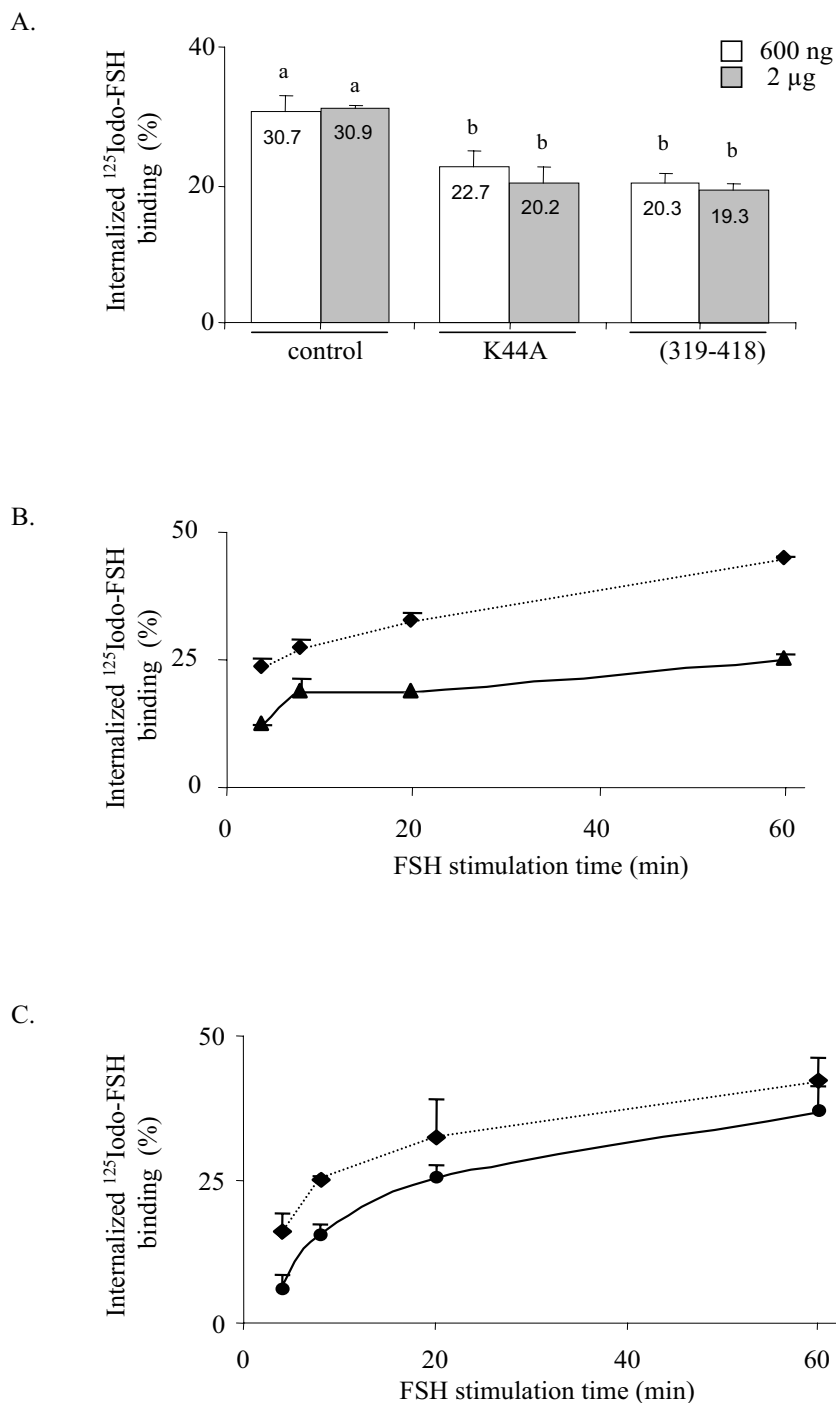 A.
Internalized ¹²⁵Iodo-FSH
binding (%)
40
20
0
600 ng
2 µg
a
a
b
b
b
b
30.7
30.9
22.7
20.2
20.3
19.3
control
K44A
(319-418)
B.
Internalized ¹²⁵Iodo-FSH
binding (%)
50
25
0
0
20
40
60
FSH stimulation time (min)
C.
Internalized ¹²⁵Iodo-FSH
binding (%)
50
25
0
0
20
40
60
FSH stimulation time (min)